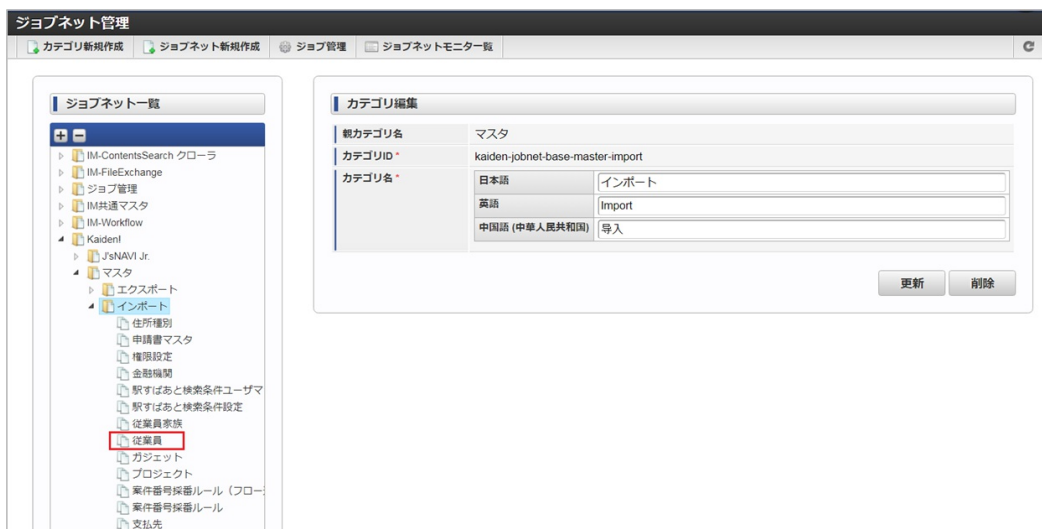 ジョブネット管理
カテゴリ新規作成 ジョブネット新規作成 ジョブ管理 ジョブネットモニター覧
ジョブネット一覧
IM-ContentsSearch クローラ
IM-FileExchange
ジョブ管理
IM共通マスタ
IM-Workflow
Kaiden!
J'sNAVI Jr.
マスタ
エクスポート
インポート
住所種別
申請書マスタ
権限設定
金融機関
駅すぱあと検索条件ユーザマ
駅すぱあと検索条件設定
従業員家族
従業員
ガジェット
プロジェクト
案件番号採番ルール（フロー
案件番号採番ルール
支払先
カテゴリ編集
親カテゴリ名 マスタ
カテゴリID * kaiden-jobnet-base-master-import
カテゴリ名 * 日本語 インポート
英語 Import
中国語 (中華人民共和国) 导入
更新 削除